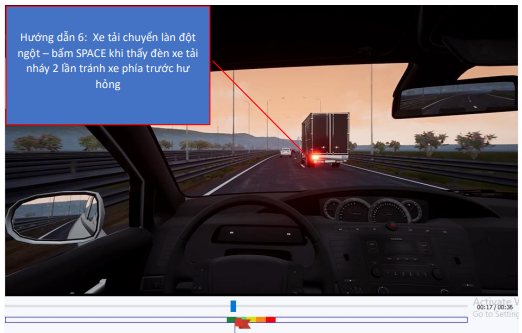 Hướng dẫn 6: Xe tải chuyển làn đột
ngột – bấm SPACE khi thấy đèn xe tải
nháy 2 lần tránh xe phía trước hư
hỏng
00:17 / 00:36
Activate W
Go to Setting